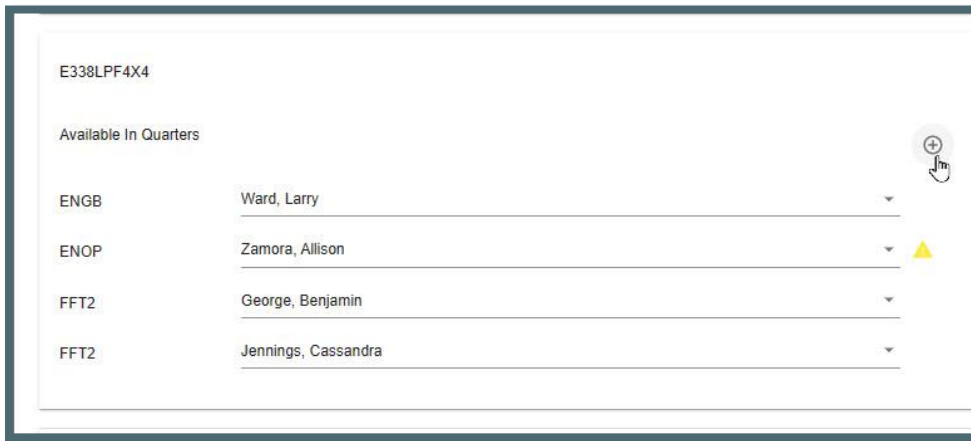 E338LPF4X4
Available In Quarters
ENGB Ward, Larry
ENOP Zamora, Allison
FFT2 George, Benjamin
FFT2 Jennings, Cassandra